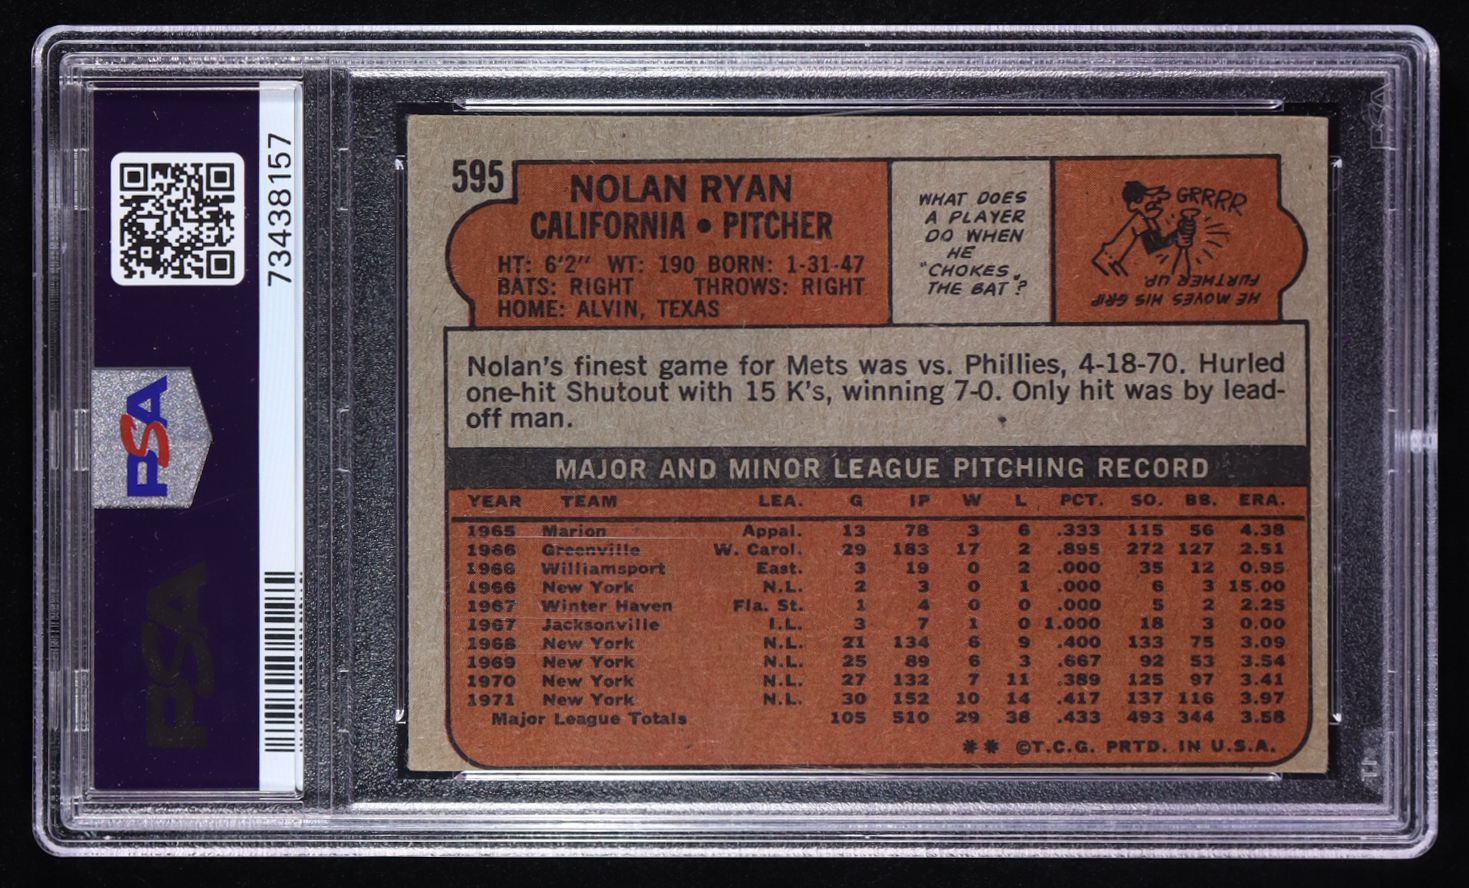 73438157
PSA
PSA
595
NOLAN RYAN
CALIFORNIA • PITCHER
HT: 6'2" WT: 190 BORN: 1-31-47
BATS: RIGHT THROWS: RIGHT
HOME: ALVIN, TEXAS
WHAT DOES
A PLAYER
DO WHEN
HE
"CHOKES
THE BAT"?
GRRRR
HE MOVES HIS GRIP
FURTHER UP.
Nolan's finest game for Mets was vs. Phillies, 4-18-70. Hurled
one-hit Shutout with 15 K's, winning 7-0. Only hit was by lead-
off man.
MAJOR AND MINOR LEAGUE PITCHING RECORD
YEAR TEAM LEA. G IP W L PCT. SO. BB. ERA.
1965 Marion Appal. 13 78 3 6 .333 115 56 4.38
1966 Greenville W. Carol. 29 183 17 2 .895 272 127 2.51
1966 Williamsport East. 3 19 0 2 .000 35 12 0.95
1966 New York N.L. 2 3 0 1 .000 6 3 15.00
1967 Winter Haven Fla. St. 1 4 0 0 .000 5 2 2.25
1967 Jacksonville I.L. 3 7 1 0 1.000 18 3 0.00
1968 New York N.L. 21 134 6 9 .400 133 75 3.09
1969 New York N.L. 25 89 6 3 .667 92 53 3.54
1970 New York N.L. 27 132 7 11 .389 125 97 3.41
1971 New York N.L. 30 152 10 14 .417 137 116 3.97
Major League Totals 105 510 29 38 .433 493 344 3.58
** ©T.C.G. PRTD. IN U.S.A.